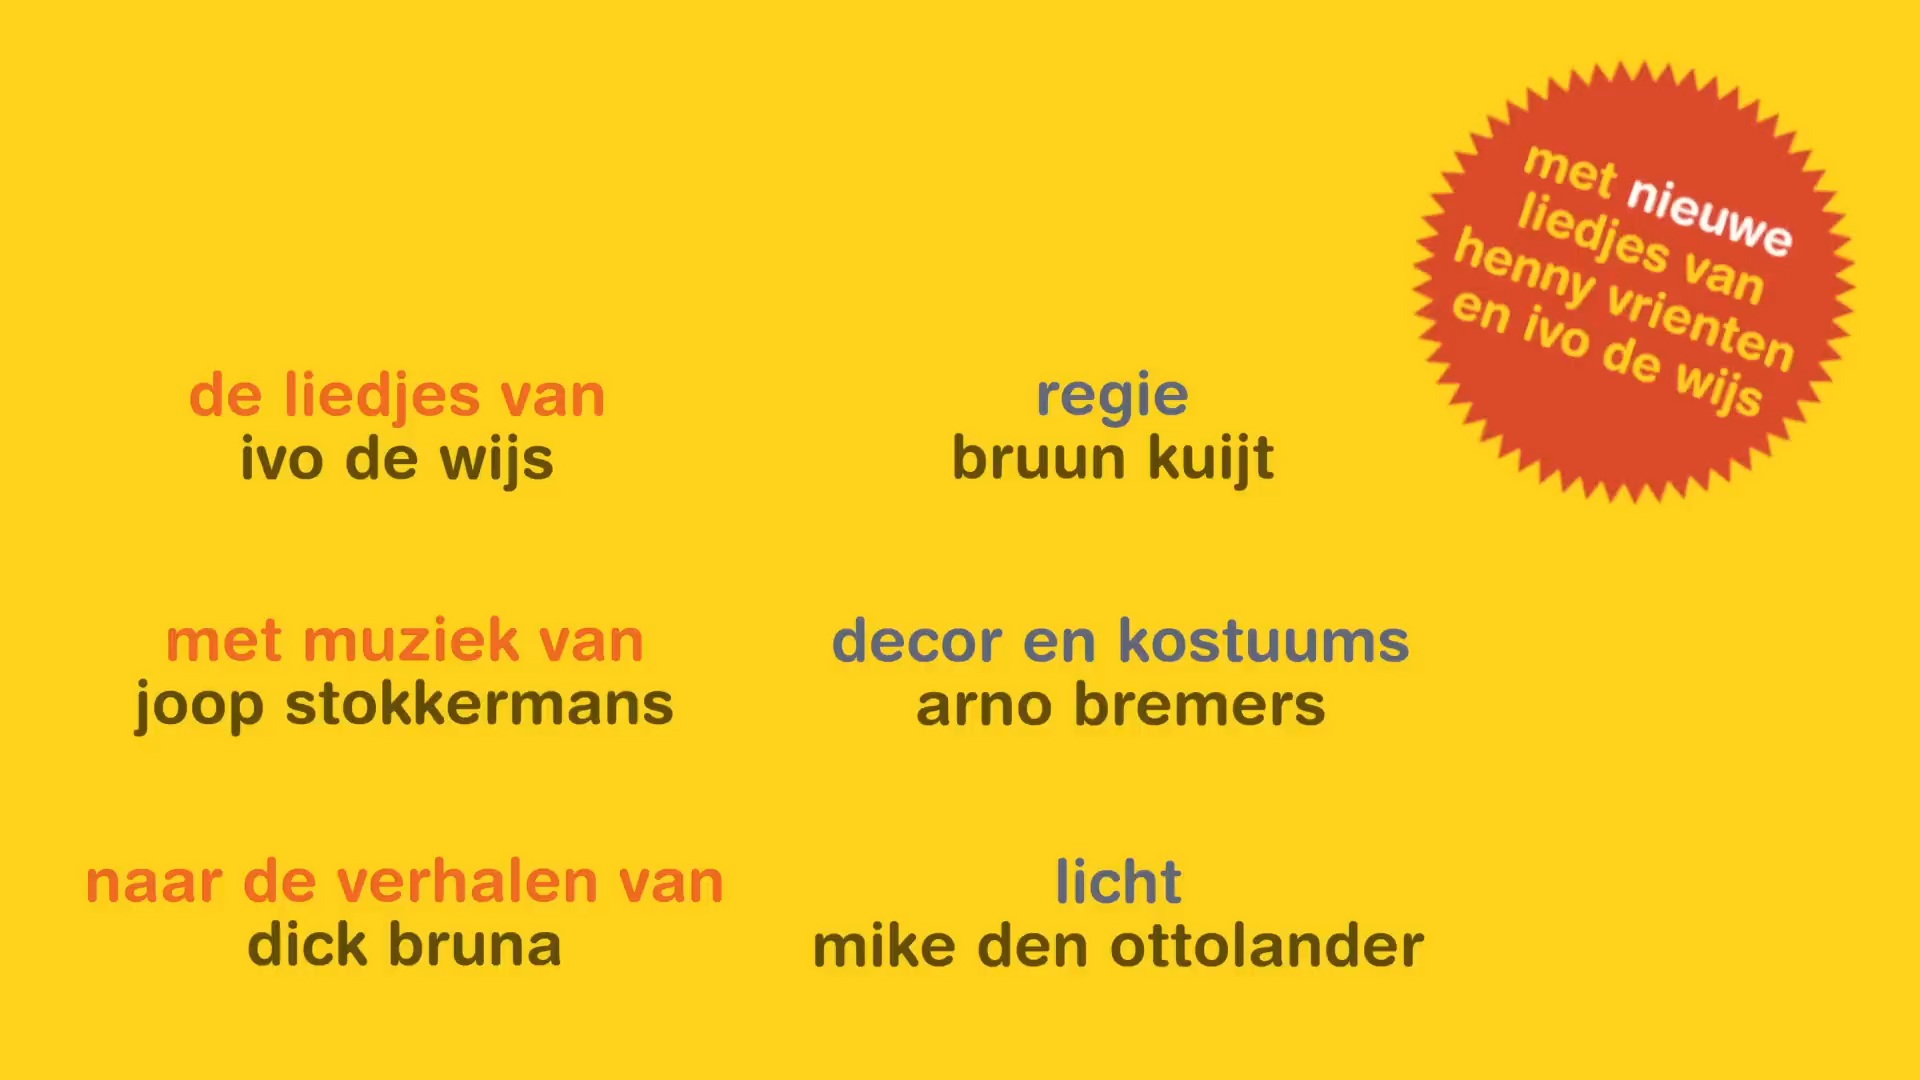 met nieuwe
liedjes van
henny vrienten
en ivo de wijs
de liedjes van
ivo de wijs
regie
bruun kuijt
met muziek van
joop stokkermans
decor en kostuums
arno bremers
naar de verhalen van
dick bruna
licht
mike den ottolander